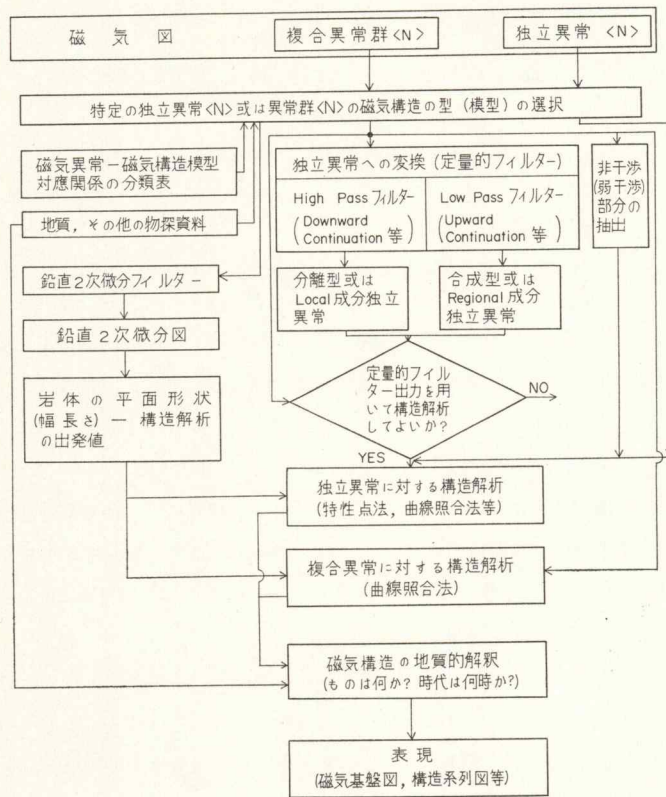 磁気図
複合異常群<N>
独立異常 <N>
特定の独立異常<N>或は異常群<N>の磁気構造の型（模型）の選択
磁気異常－磁気構造模型
対応関係の分類表
地質，その他の物探資料
独立異常への変換（定量的フィルター）
High Pass フィルター
(Downward
Continuation 等)
Low Pass フィルター
(Upward
Continuation 等)
非干渉
(弱干渉)
部分の
抽出
鉛直2次微分フィルター
分離型或は
Local 成分独立
異常
合成型或は
Regional 成分
独立異常
鉛直2次微分図
岩体の平面形状
(幅 長さ) ― 構造解析
の出発値
定量的フィル
ター出力を用
いて構造解析
してよいか？
NO
YES
独立異常に対する構造解析
(特性点法，曲線照合法等)
複合異常に対する構造解析
(曲線照合法)
磁気構造の地質的解釈
(ものは何か？ 時代は何時か？)
表現
(磁気基盤図，構造系列図等)